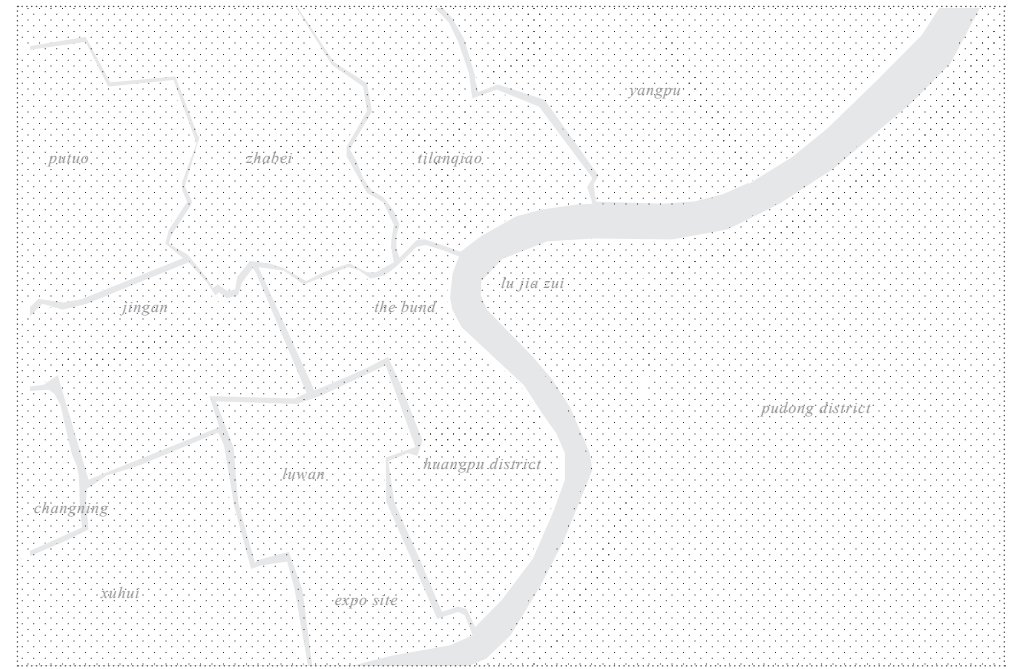 yangpu
putuo
zhabei
tilanqiao
lu jia zui
jingan
the bund
pudong district
huangpu district
luwan
changning
xuhui
expo site